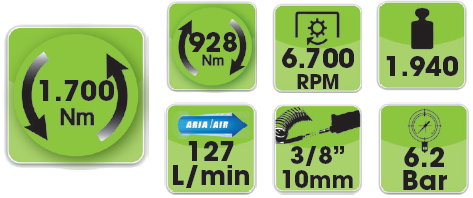 1.700
Nm
928
Nm
6.700
RPM
1.940
ARIA/AIR
127
L/min
3/8”
10mm
6.2
Bar